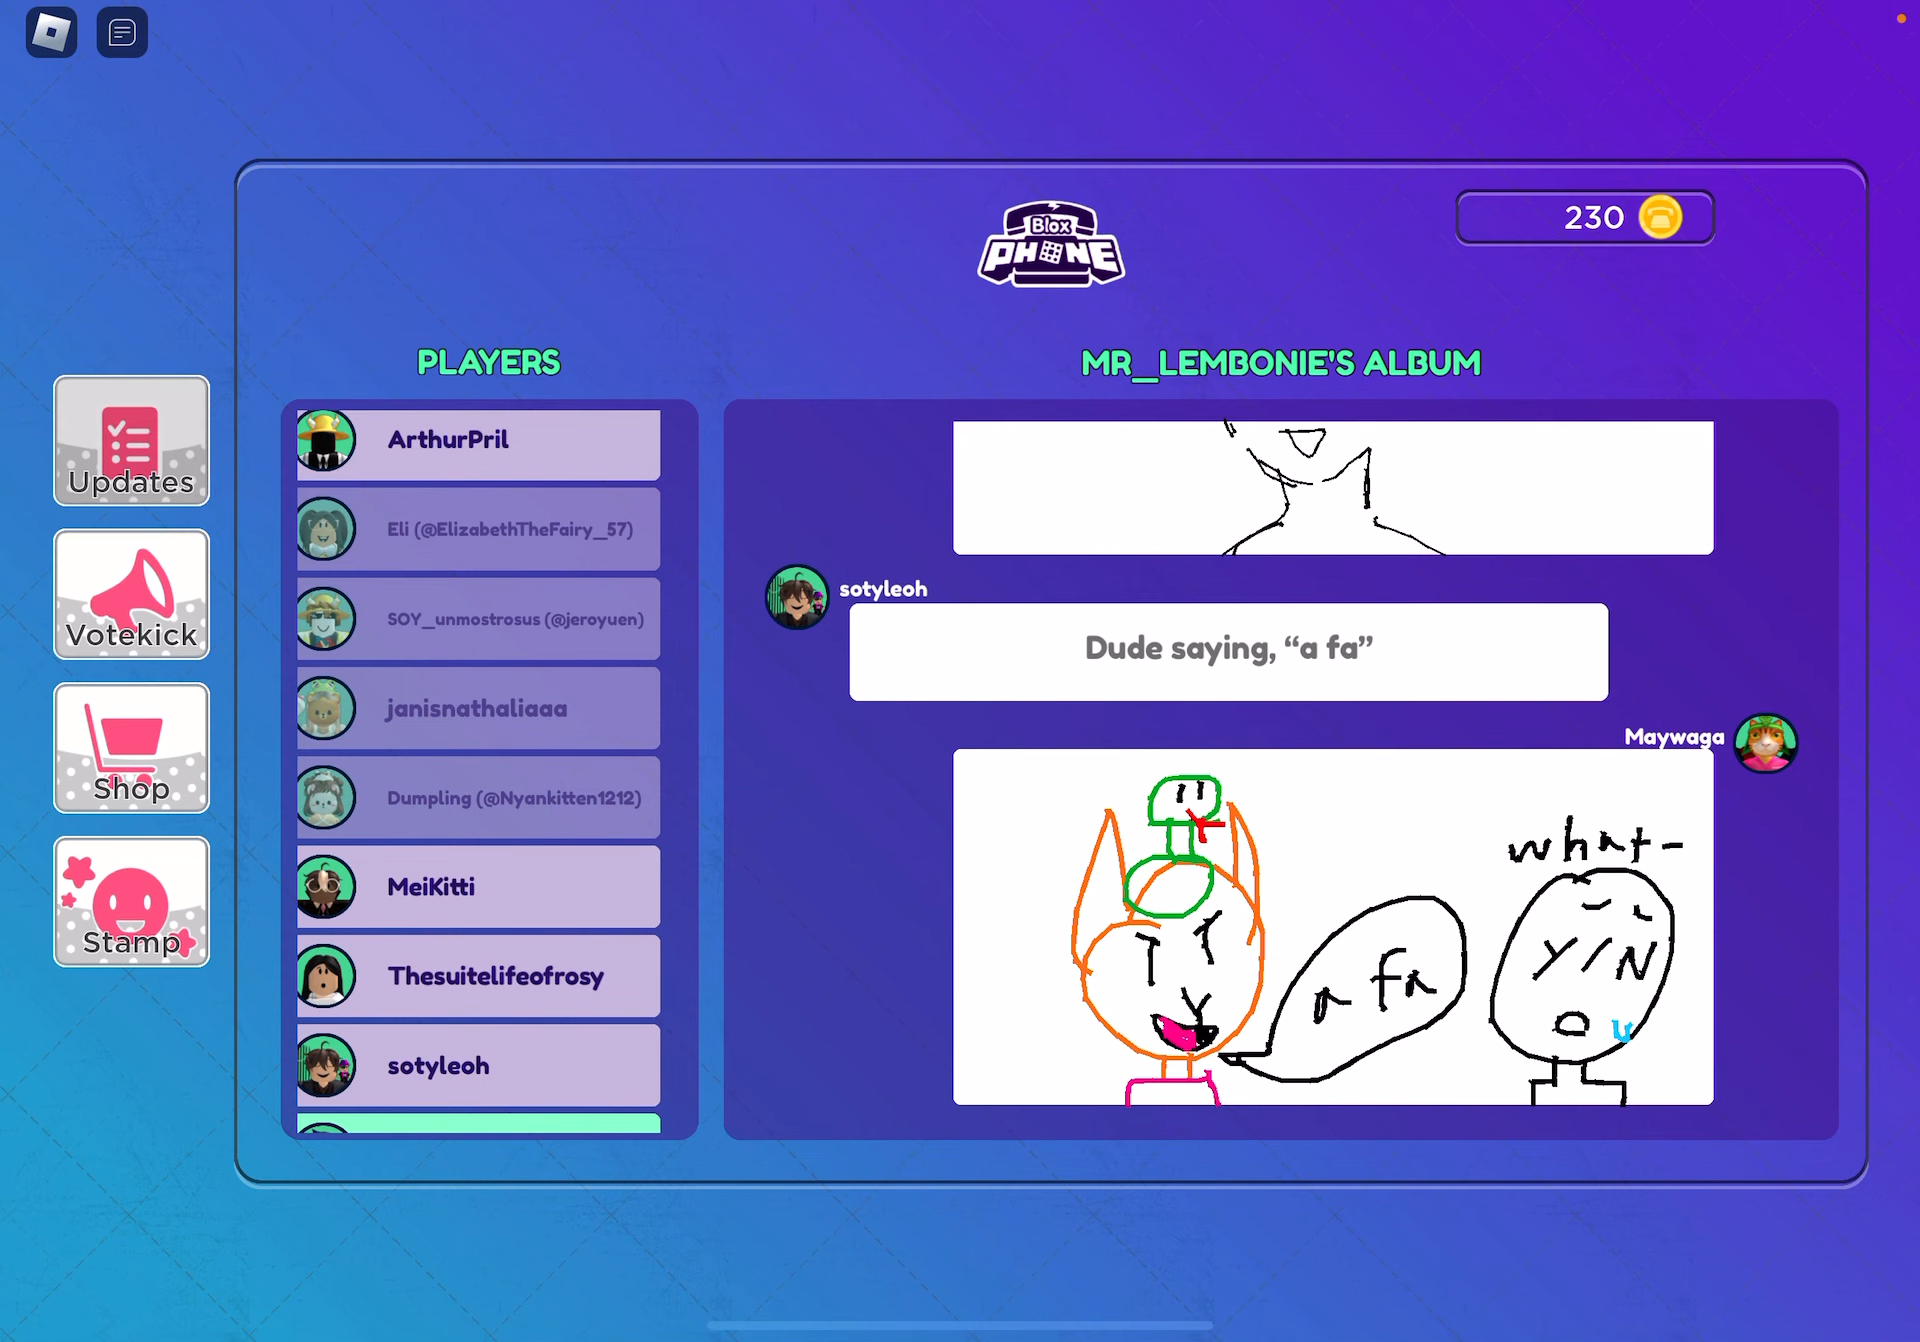 Blox
PHONE
230
PLAYERS
MR_LEMBONIE'S ALBUM
Updates
Votekick
Shop
Stamp
ArthurPril
Eli (@ElizabethTheFairy_57)
SOY_unmostrosus (@jeroyuen)
janisnathaliaaa
Dumpling (@Nyankitten1212)
MeiKitti
Thesuitelifeofrosy
sotyleoh
sotyleoh
Dude saying, “a fa”
Maywaga
what-
a fa
Y/N